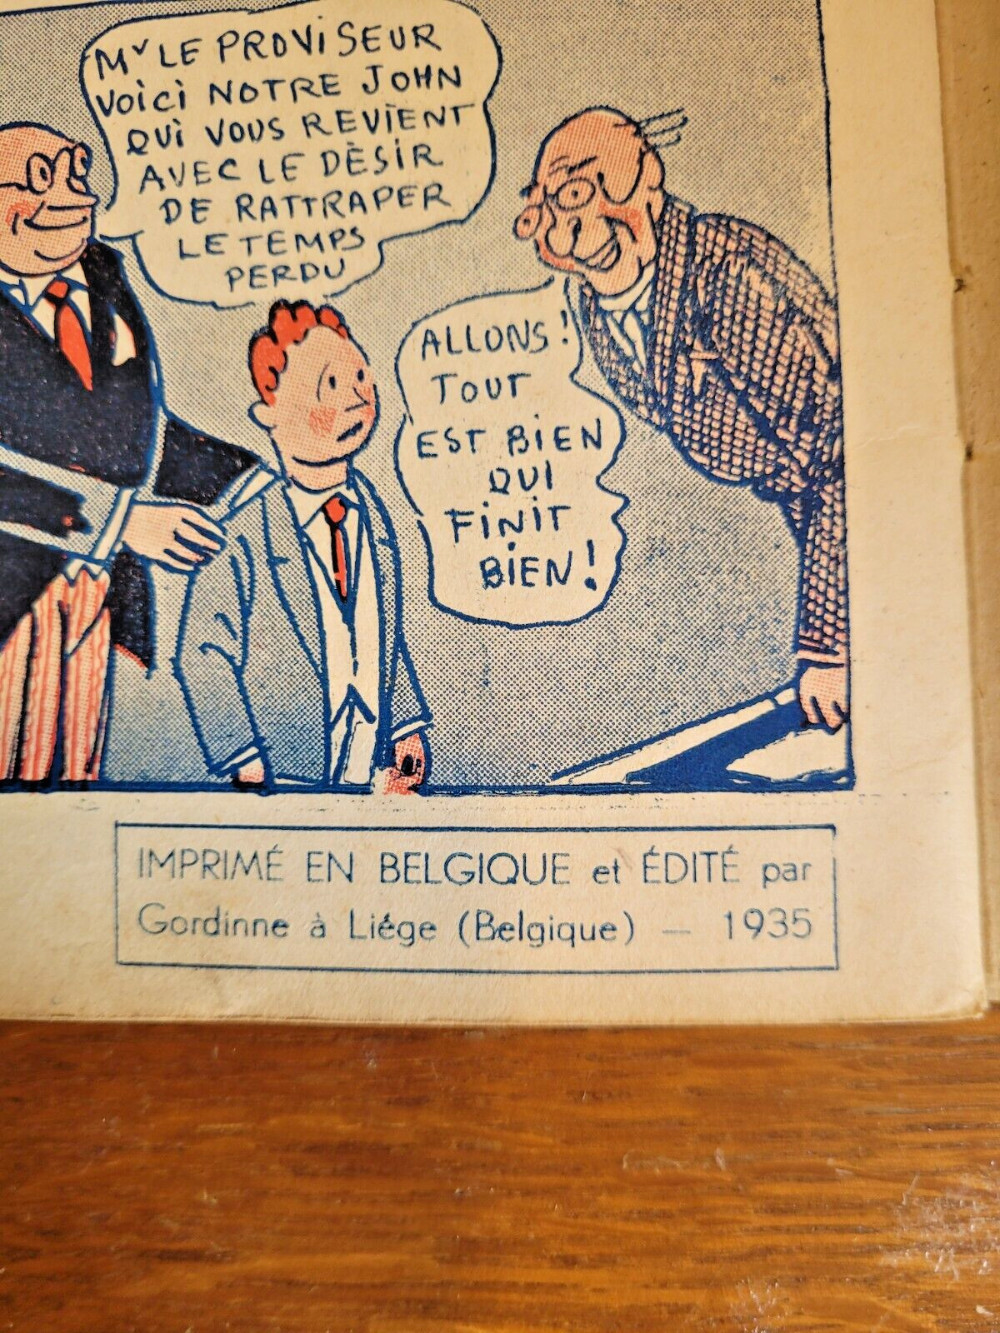 Mr LE PROViSEUR
VOiCi NOTRE JOHN
QUi VOUS REVIENT
AVEC LE DÈSiR
DE RATTRAPER
LE TEMPS
PERDU
ALLONS!
TOUT
EST BiEN
QUI
FiNiT
BiEN!
IMPRIMÉ EN BELGIQUE et ÉDITÉ par
Gordinne à Liége (Belgique) — 1935